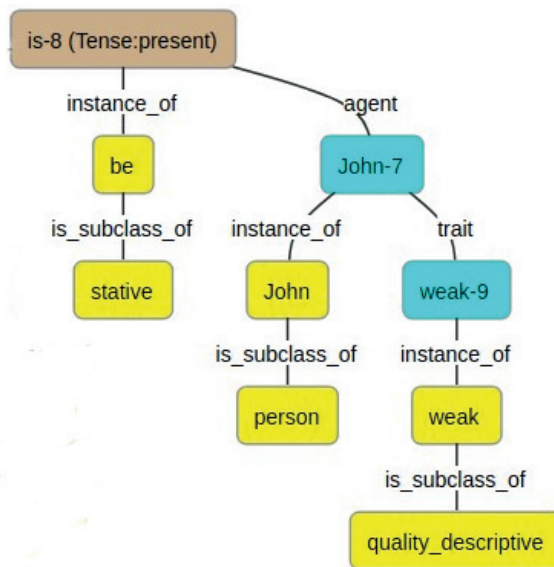 is-8 (Tense:present)
instance_of
agent
be
John-7
is_subclass_of
instance_of
trait
stative
John
weak-9
is_subclass_of
instance_of
person
weak
is_subclass_of
quality_descriptive